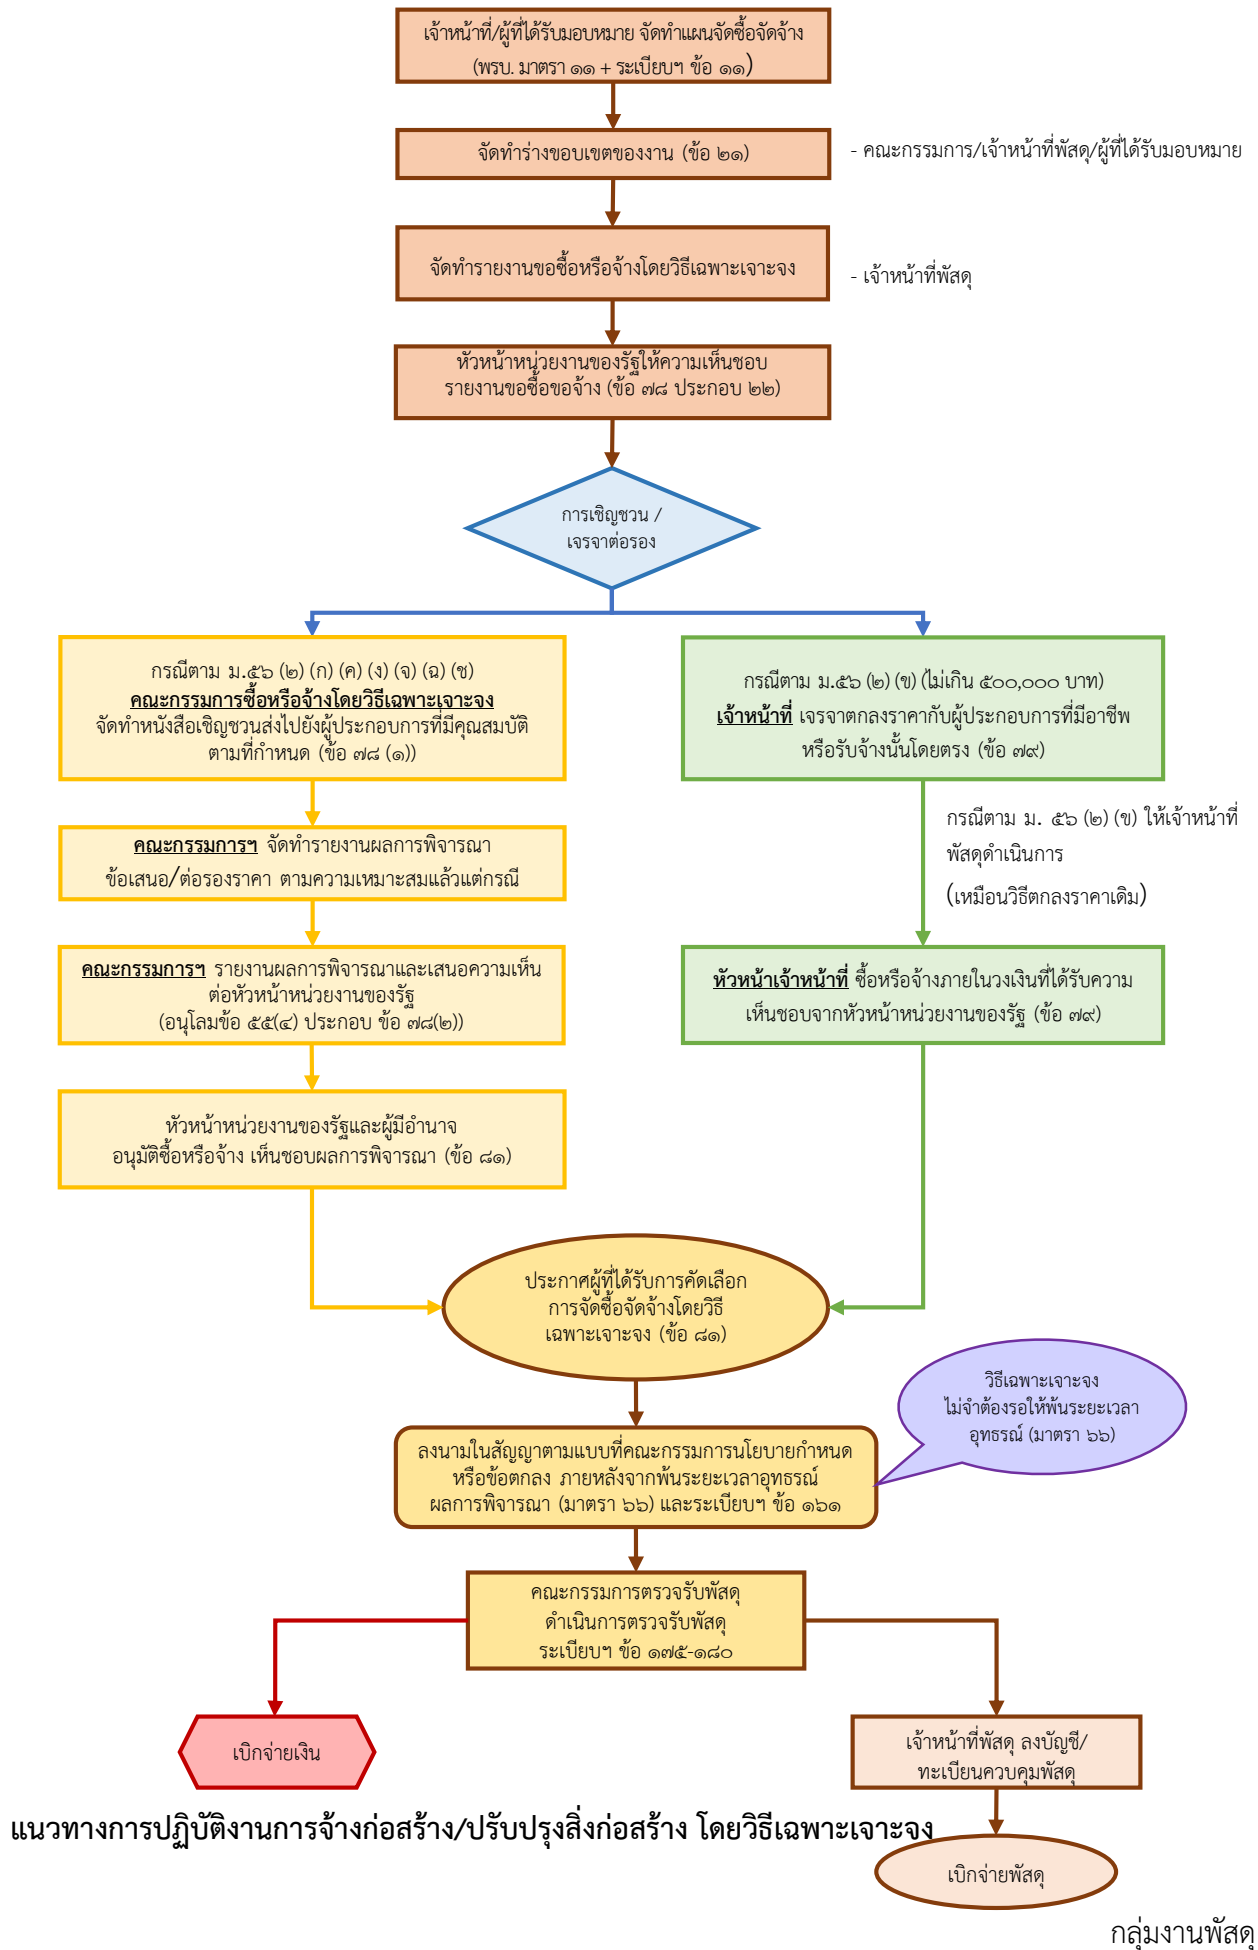 เจ้าหน้าที่/ผู้ที่ได้รับมอบหมาย จัดทำแผนจัดซื้อจัดจ้าง
(พรบ. มาตรา ๑๑ + ระเบียบฯ ข้อ ๑๑)
จัดทำร่างขอบเขตของงาน (ข้อ ๒๑)
- คณะกรรมการ/เจ้าหน้าที่พัสดุ/ผู้ที่ได้รับมอบหมาย
จัดทำรายงานขอซื้อหรือจ้างโดยวิธีเฉพาะเจาะจง
- เจ้าหน้าที่พัสดุ
หัวหน้าหน่วยงานของรัฐให้ความเห็นชอบ
รายงานขอซื้อขอจ้าง (ข้อ ๗๘ ประกอบ ๒๒)
การเชิญชวน /
เจรจาต่อรอง
กรณีตาม ม.๕๖ (๒) (ก) (ค) (ง) (จ) (ฉ) (ช)
คณะกรรมการซื้อหรือจ้างโดยวิธีเฉพาะเจาะจง
จัดทำหนังสือเชิญชวนส่งไปยังผู้ประกอบการที่มีคุณสมบัติ
ตามที่กำหนด (ข้อ ๗๘ (๑))
กรณีตาม ม.๕๖ (๒) (ข) (ไม่เกิน ๕๐๐,๐๐๐ บาท)
เจ้าหน้าที่ เจรจาตกลงราคากับผู้ประกอบการที่มีอาชีพ
หรือรับจ้างนั้นโดยตรง (ข้อ ๗๙)
กรณีตาม ม. ๕๖ (๒) (ข) ให้เจ้าหน้าที่
พัสดุดำเนินการ
(เหมือนวิธีตกลงราคาเดิม)
คณะกรรมการฯ จัดทำรายงานผลการพิจารณา
ข้อเสนอ/ต่อรองราคา ตามความเหมาะสมแล้วแต่กรณี
คณะกรรมการฯ รายงานผลการพิจารณาและเสนอความเห็น
ต่อหัวหน้าหน่วยงานของรัฐ
(อนุโลมข้อ ๕๕(๔) ประกอบ ข้อ ๗๘(๒))
หัวหน้าเจ้าหน้าที่ ซื้อหรือจ้างภายในวงเงินที่ได้รับความ
เห็นชอบจากหัวหน้าหน่วยงานของรัฐ (ข้อ ๗๙)
หัวหน้าหน่วยงานของรัฐและผู้มีอำนาจ
อนุมัติซื้อหรือจ้าง เห็นชอบผลการพิจารณา (ข้อ ๘๑)
ประกาศผู้ที่ได้รับการคัดเลือก
การจัดซื้อจัดจ้างโดยวิธี
เฉพาะเจาะจง (ข้อ ๘๑)
วิธีเฉพาะเจาะจง
ไม่จำต้องรอให้พ้นระยะเวลา
อุทธรณ์ (มาตรา ๖๖)
ลงนามในสัญญาตามแบบที่คณะกรรมการนโยบายกำหนด
หรือข้อตกลง ภายหลังจากพ้นระยะเวลาอุทธรณ์
ผลการพิจารณา (มาตรา ๖๖) และระเบียบฯ ข้อ ๑๖๑
คณะกรรมการตรวจรับพัสดุ
ดำเนินการตรวจรับพัสดุ
ระเบียบฯ ข้อ ๑๗๕-๑๘๐
เบิกจ่ายเงิน
เจ้าหน้าที่พัสดุ ลงบัญชี/
ทะเบียนควบคุมพัสดุ
แนวทางการปฏิบัติงานการจ้างก่อสร้าง/ปรับปรุงสิ่งก่อสร้าง โดยวิธีเฉพาะเจาะจง
เบิกจ่ายพัสดุ
กลุ่มงานพัสดุ